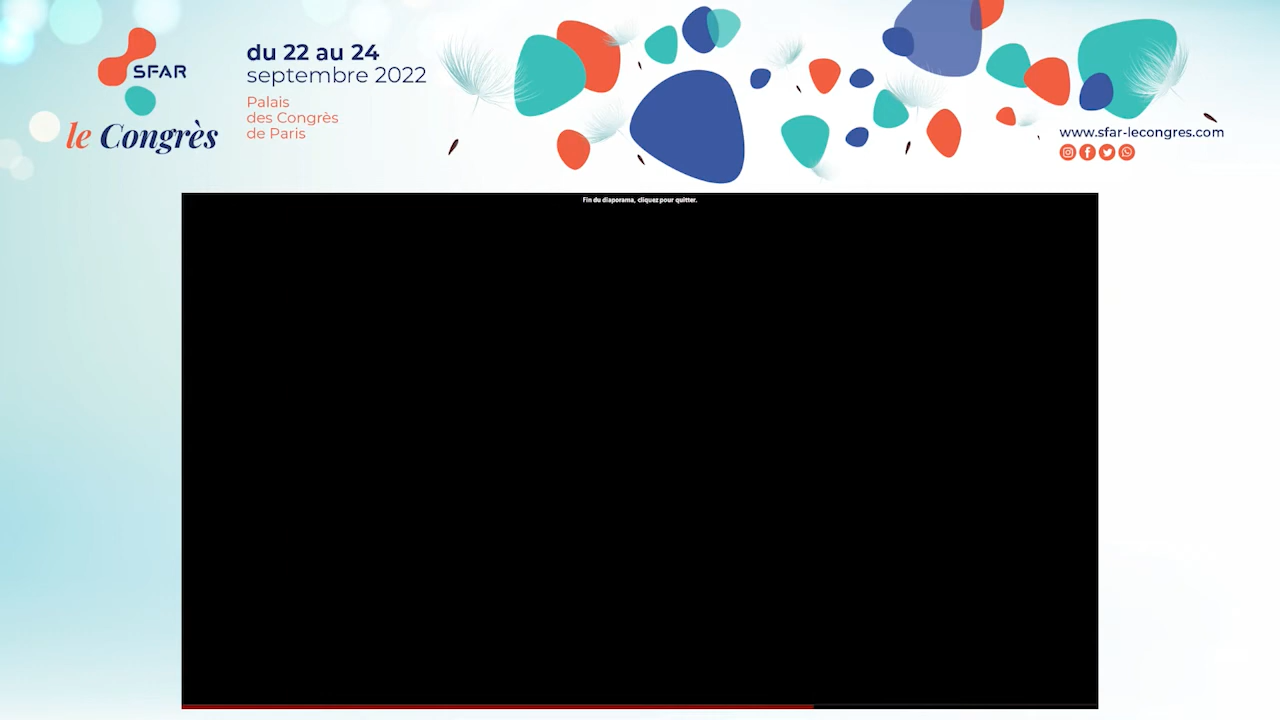 SFAR
le Congrès
du 22 au 24
septembre 2022
Palais
des Congrès
de Paris
www.sfar-lecongres.com
Fin du diaporama, cliquez pour quitter.